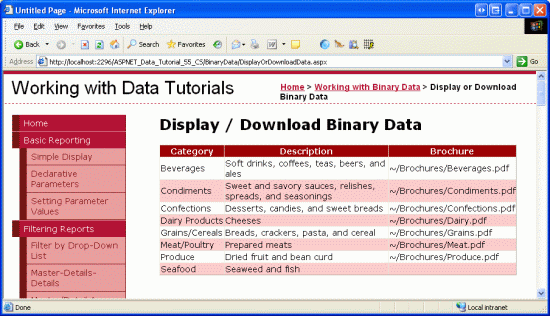 Untitled Page - Microsoft Internet Explorer
File Edit View Favorites Tools Help
Back Search Favorites
Address http://localhost:2296/ASPNET_Data_Tutorial_55_CS/BinaryData/DisplayOrDownloadData.aspx Go
Working with Data Tutorials
Home > Working with Binary Data > Display or Download
Binary Data
Home
Basic Reporting
Simple Display
Declarative
Parameters
Setting Parameter
Values
Filtering Reports
Filter by Drop-Down
List
Master-Details-
Details
Display / Download Binary Data
Category Description Brochure
Beverages Soft drinks, coffees, teas, beers, and
ales ~/Brochures/Beverages.pdf
Condiments Sweet and savory sauces, relishes,
spreads, and seasonings ~/Brochures/Condiments.pdf
Confections Desserts, candies, and sweet breads ~/Brochures/Confections.pdf
Dairy Products Cheeses ~/Brochures/Dairy.pdf
Grains/Cereals Breads, crackers, pasta, and cereal ~/Brochures/Grains.pdf
Meat/Poultry Prepared meats ~/Brochures/Meat.pdf
Produce Dried fruit and bean curd ~/Brochures/Produce.pdf
Seafood Seaweed and fish
Done Local intranet